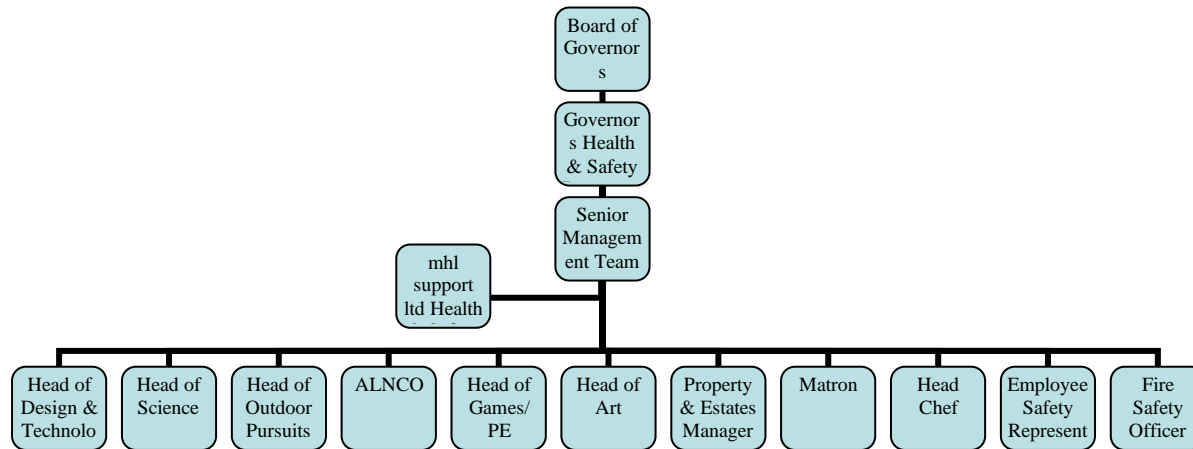 Board of
Governor
s
Governor
s Health
& Safety
Senior
Managem
ent Team
mhl
support
ltd Health
Head of
Design &
Technolo
Head of
Science
Head of
Outdoor
Pursuits
ALNCO
Head of
Games/
PE
Head of
Art
Property
& Estates
Manager
Matron
Head
Chef
Employee
Safety
Represent
Fire
Safety
Officer